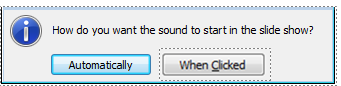 How do you want the sound to start in the slide show?
Automatically When Clicked